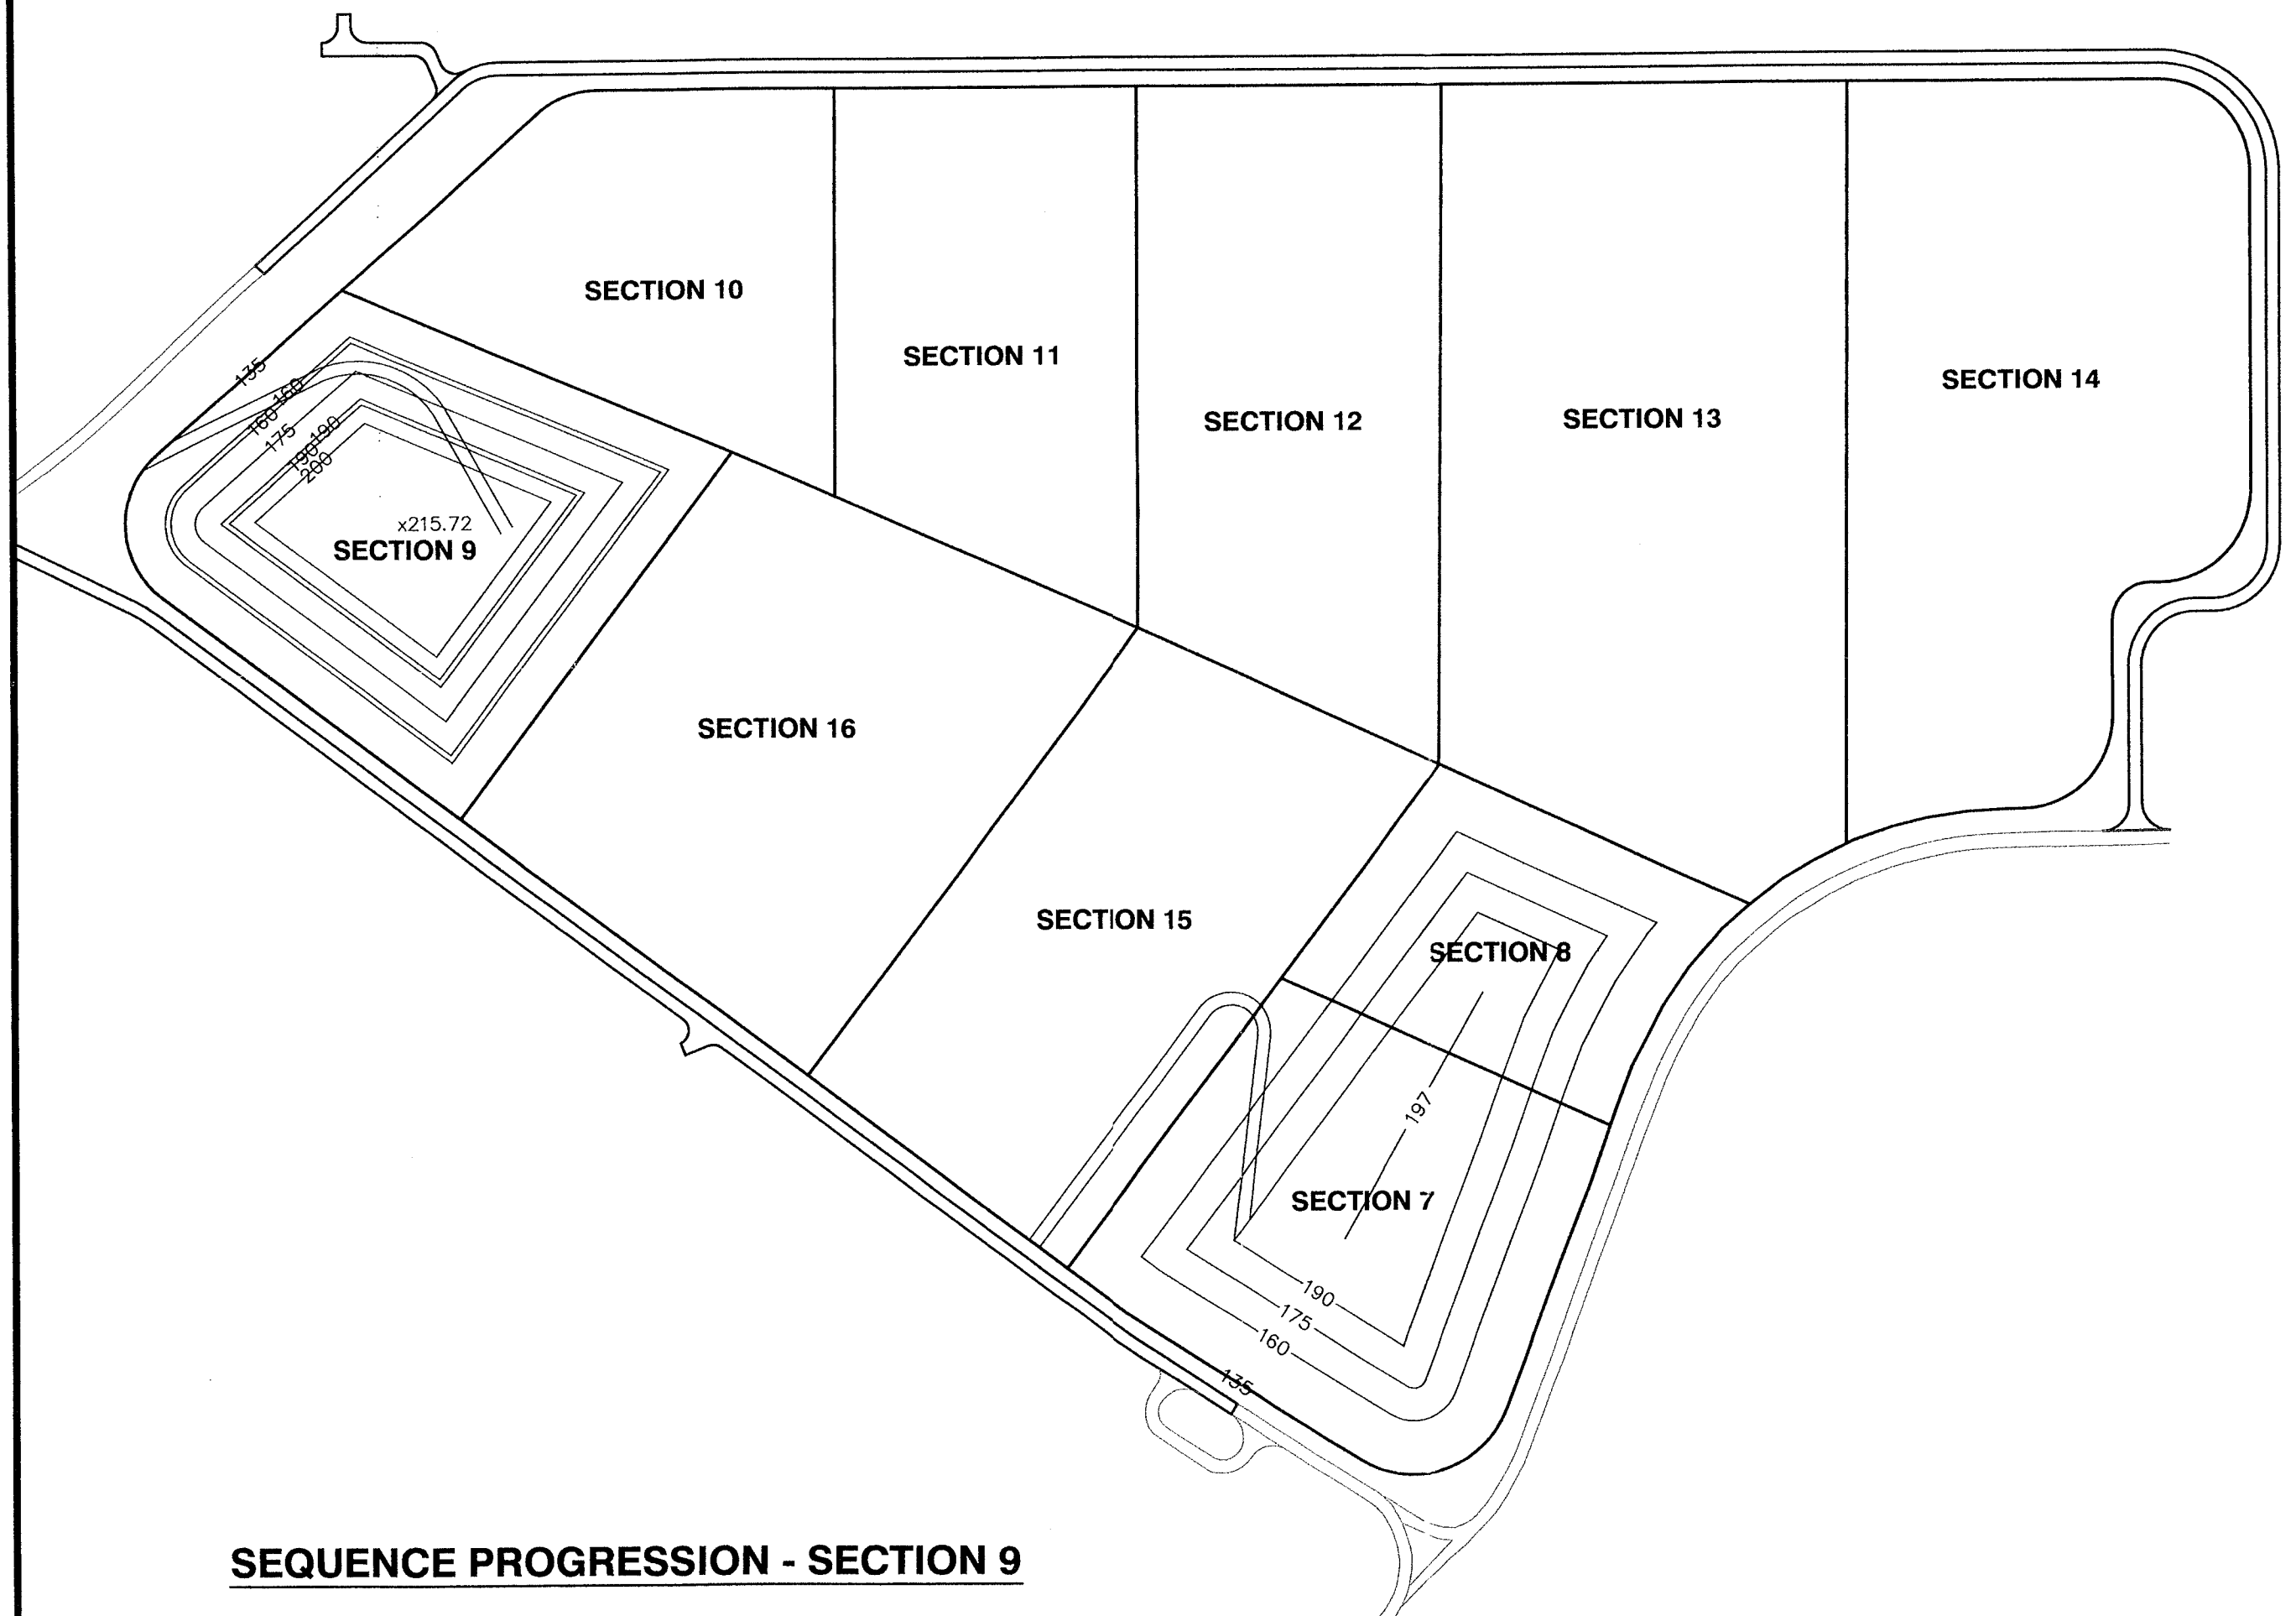 SECTION 10
SECTION 11
SECTION 12
SECTION 13
SECTION 14
135
160
160
175
190
190
200
x215.72
SECTION 9
SECTION 16
SECTION 15
SECTION 8
197
SECTION 7
190
175
160
135
SEQUENCE PROGRESSION - SECTION 9